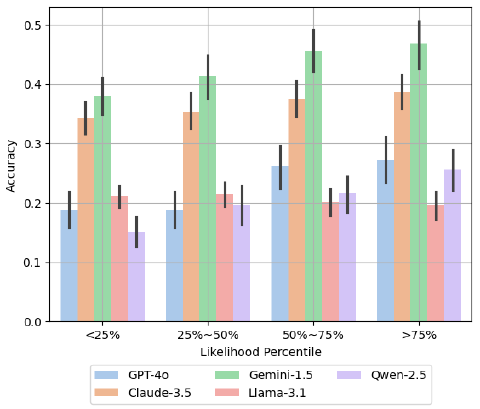 0.5
0.4
0.3
0.2
0.1
0.0
Accuracy
<25%
25%~50%
50%~75%
>75%
Likelihood Percentile
GPT-4o
Gemini-1.5
Qwen-2.5
Claude-3.5
Llama-3.1